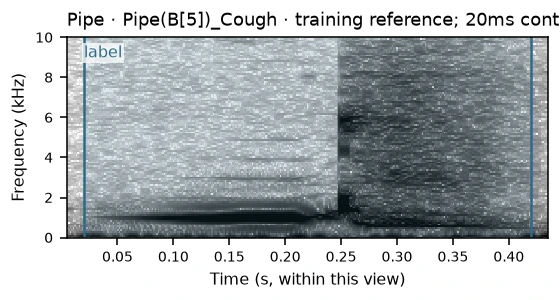 Pipe · Pipe(B[5])_Cough · training reference; 20ms cont
label
10
8
6
4
2
0
Frequency (kHz)
0.05 0.10 0.15 0.20 0.25 0.30 0.35 0.40
Time (s, within this view)